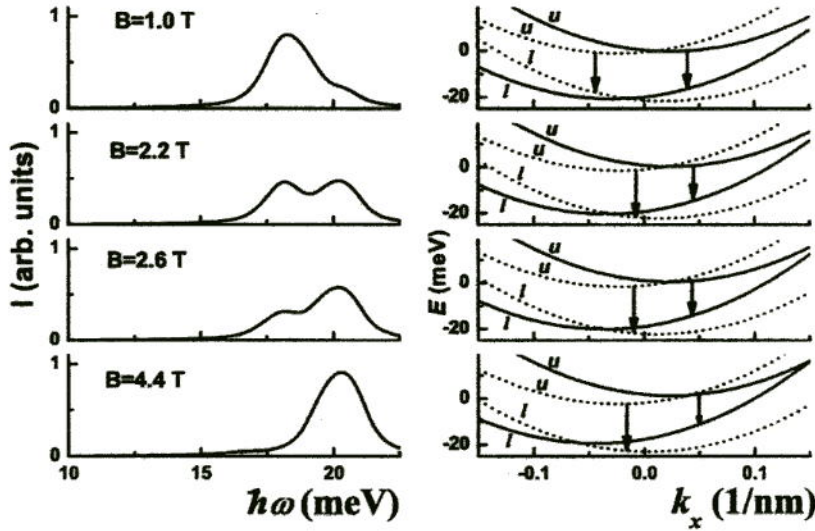 1
B=1.0 T
0
1
B=2.2 T
0
1
B=2.6 T
0
1
B=4.4 T
0
10 15 20
I (arb. units)
ħω (meV)
u
u
l
l
0
-20
u
u
l
l
0
-20
u
u
l
l
0
-20
u
u
l
l
0
-20
-0.1 0.0 0.1
E (meV)
k_x (1/nm)